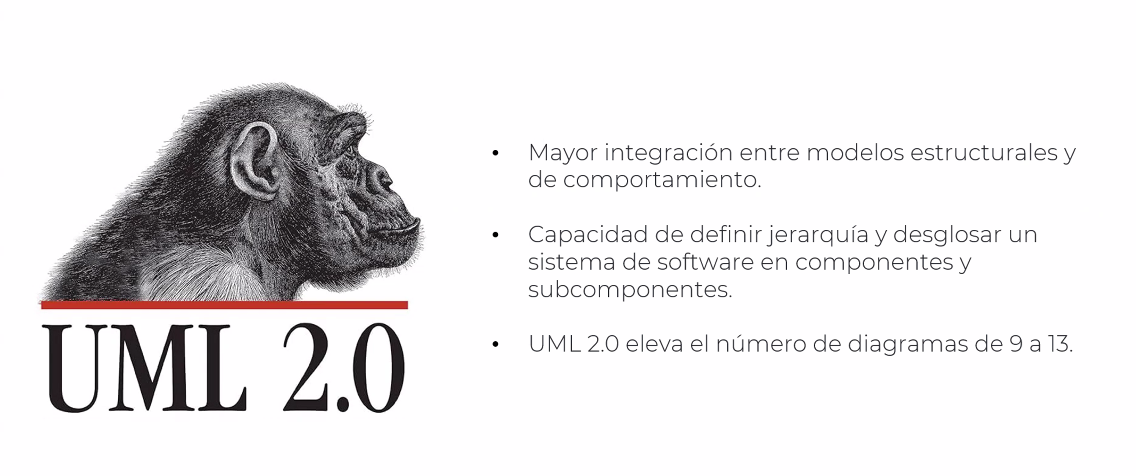 UML 2.0
• Mayor integración entre modelos estructurales y
de comportamiento.
• Capacidad de definir jerarquía y desglosar un
sistema de software en componentes y
subcomponentes.
• UML 2.0 eleva el número de diagramas de 9 a 13.